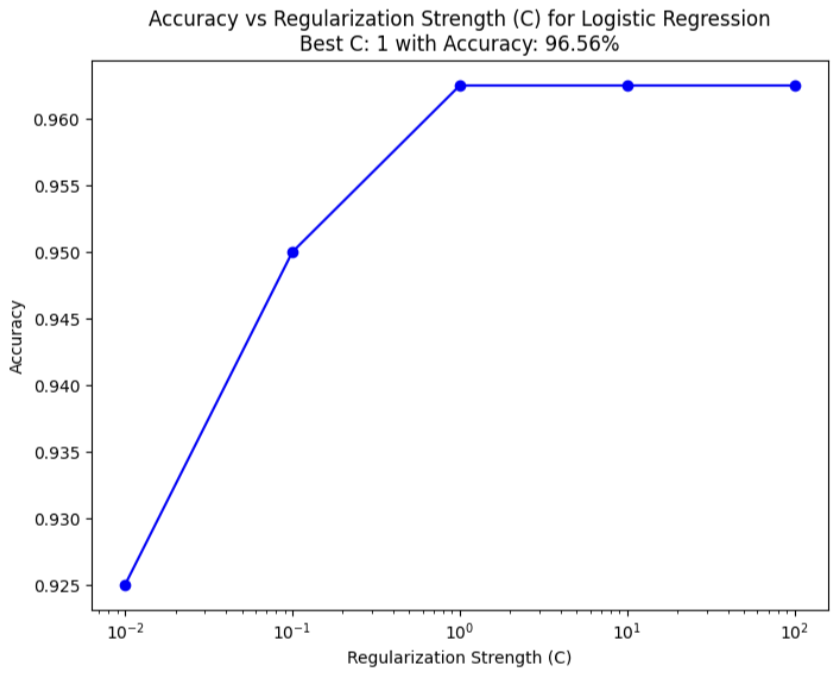 Accuracy vs Regularization Strength (C) for Logistic Regression
Best C: 1 with Accuracy: 96.56%
0.960
0.955
0.950
0.945
0.940
0.935
0.930
0.925
Accuracy
10⁻² 10⁻¹ 10⁰ 10¹ 10²
Regularization Strength (C)